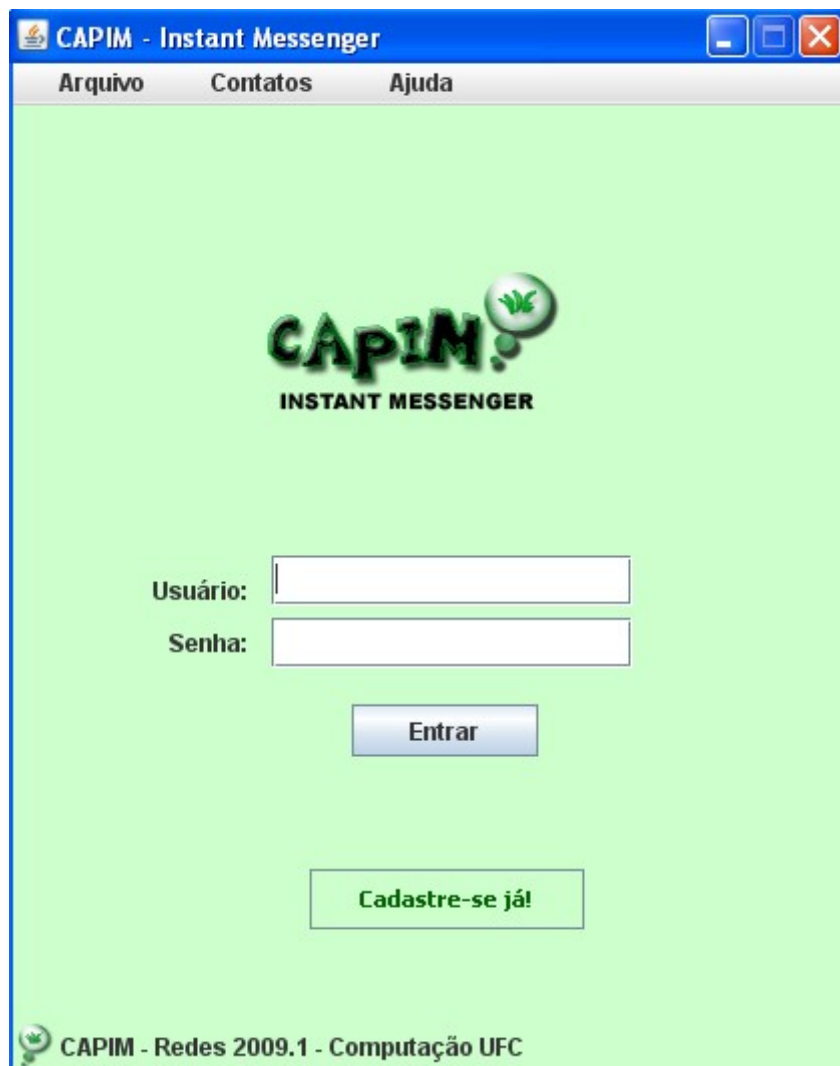 CAPIM - Instant Messenger
Arquivo Contatos Ajuda
CAPIM
INSTANT MESSENGER
Usuário:
Senha:
Entrar
Cadastre-se já!
CAPIM - Redes 2009.1 - Computação UFC